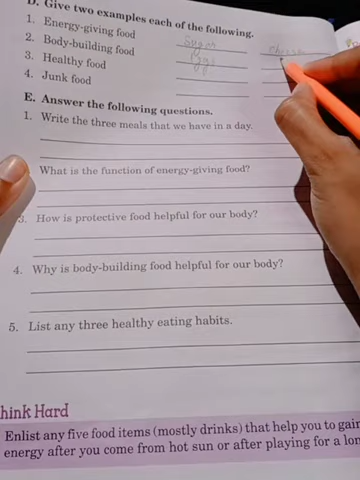 D. Give two examples each of the following.
1. Energy-giving food Sugar cheese
2. Body-building food Eggs
3. Healthy food
4. Junk food
E. Answer the following questions.
1. Write the three meals that we have in a day.
What is the function of energy-giving food?
3. How is protective food helpful for our body?
4. Why is body-building food helpful for our body?
5. List any three healthy eating habits.
hink Hard
Enlist any five food items (mostly drinks) that help you to gain
energy after you come from hot sun or after playing for a lon